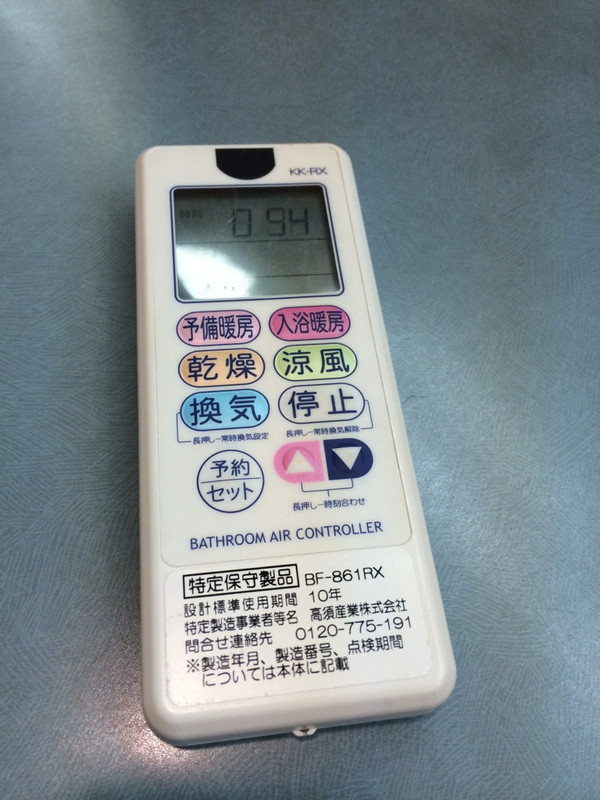 KK-RX
0 94
予備暖房 入浴暖房
乾燥 涼風
換気 停止
長押し−常時換気設定 長押し−常時換気解除
予約
セット
長押し−時刻合わせ
BATHROOM AIR CONTROLLER
特定保守製品 BF-861RX
設計標準使用期間 10年
特定製造事業者等名 高須産業株式会社
問合せ連絡先 0120-775-191
※製造年月、製造番号、点検期間
については本体に記載